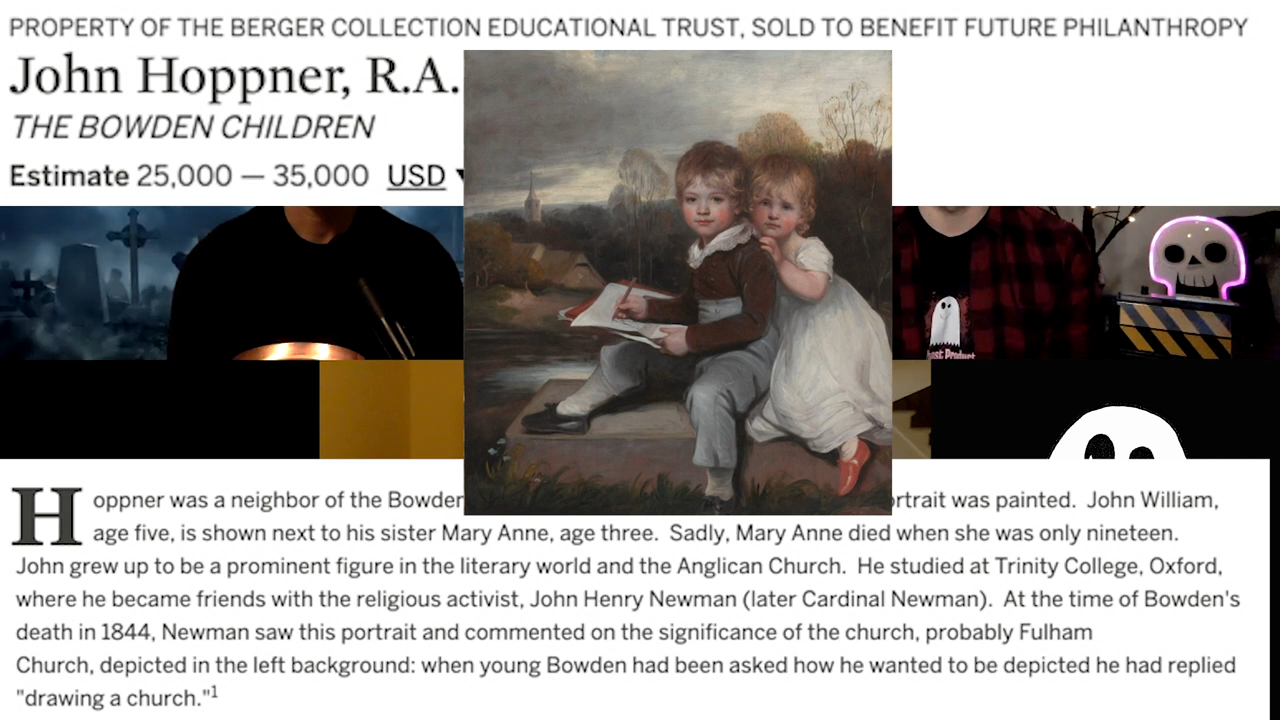 PROPERTY OF THE BERGER COLLECTION EDUCATIONAL TRUST, SOLD TO BENEFIT FUTURE PHILANTHROPY
John Hoppner, R.A.
THE BOWDEN CHILDREN
Estimate 25,000 — 35,000 USD
Product
Hoppner was a neighbor of the Bowden portrait was painted. John William,
age five, is shown next to his sister Mary Anne, age three. Sadly, Mary Anne died when she was only nineteen.
John grew up to be a prominent figure in the literary world and the Anglican Church. He studied at Trinity College, Oxford,
where he became friends with the religious activist, John Henry Newman (later Cardinal Newman). At the time of Bowden's
death in 1844, Newman saw this portrait and commented on the significance of the church, probably Fulham
Church, depicted in the left background: when young Bowden had been asked how he wanted to be depicted he had replied
"drawing a church."1